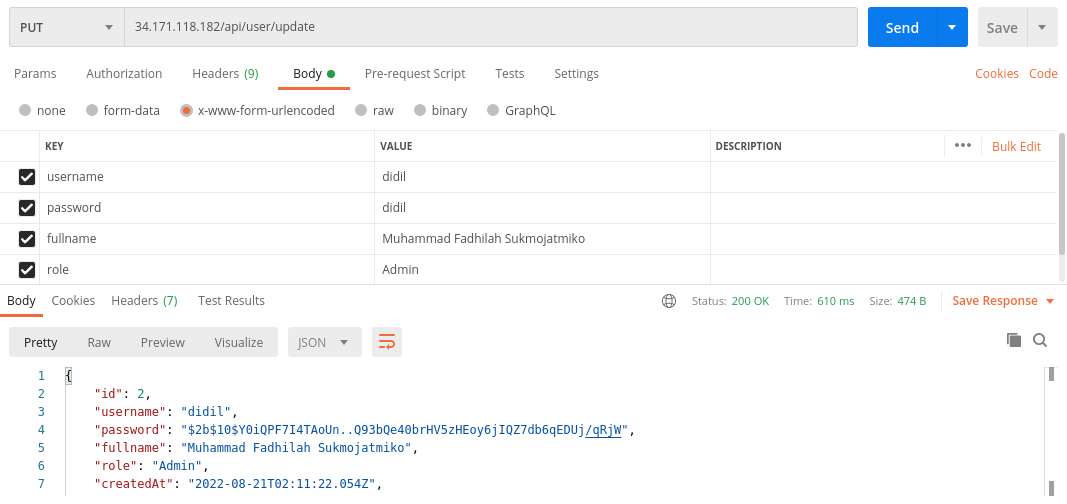 PUT 34.171.118.182/api/user/update Send Save
Params Authorization Headers (9) Body Pre-request Script Tests Settings Cookies Code
none form-data x-www-form-urlencoded raw binary GraphQL
KEY VALUE DESCRIPTION ••• Bulk Edit
username didil
password didil
fullname Muhammad Fadhilah Sukmojatmiko
role Admin
Body Cookies Headers (7) Test Results Status: 200 OK Time: 610 ms Size: 474 B Save Response
Pretty Raw Preview Visualize JSON
1 {
2 "id": 2,
3 "username": "didil",
4 "password": "$2b$10$Y0iQPF7I4TAoUn..Q93bQe40brHV5zHEoy6jIQZ7db6qEDUj/qRjW",
5 "fullname": "Muhammad Fadhilah Sukmojatmiko",
6 "role": "Admin",
7 "createdAt": "2022-08-21T02:11:22.054Z",